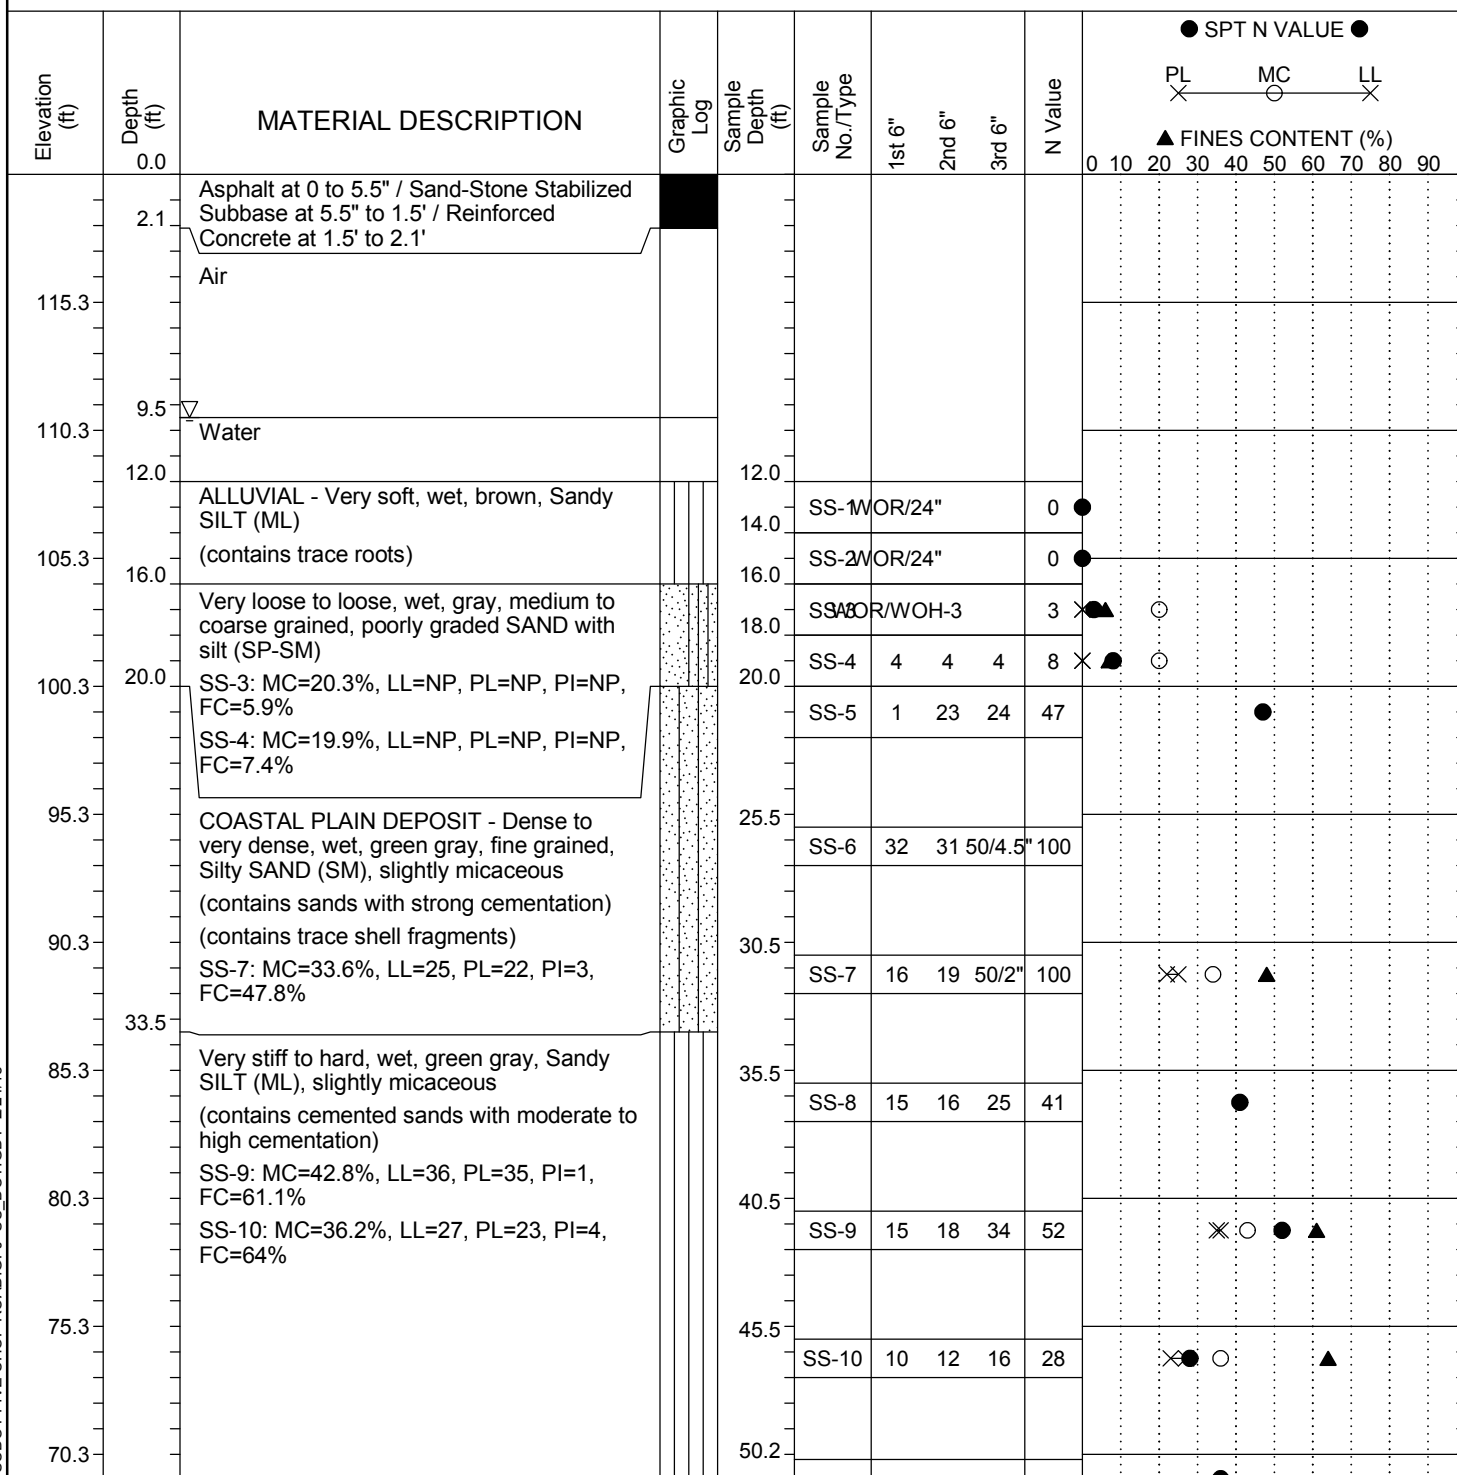 ● SPT N VALUE ●
PL MC LL
▲ FINES CONTENT (%)
0 10 20 30 40 50 60 70 80 90
Elevation (ft)
Depth (ft)
0.0
MATERIAL DESCRIPTION
Graphic Log
Sample Depth (ft)
Sample No./Type
1st 6"
2nd 6"
3rd 6"
N Value
Asphalt at 0 to 5.5" / Sand-Stone Stabilized
2.1 Subbase at 5.5" to 1.5' / Reinforced
Concrete at 1.5' to 2.1'
Air
115.3
9.5
110.3 Water
12.0 12.0
ALLUVIAL - Very soft, wet, brown, Sandy
SILT (ML)
SS-1 WOR/24" 0
14.0
105.3 (contains trace roots) SS-2 WOR/24" 0
16.0 16.0
Very loose to loose, wet, gray, medium to
coarse grained, poorly graded SAND with
silt (SP-SM)
SS-3 WOR/WOH-3 3
18.0
SS-4 4 4 4 8
20.0 20.0
100.3 SS-3: MC=20.3%, LL=NP, PL=NP, PI=NP,
FC=5.9%
SS-5 1 23 24 47
SS-4: MC=19.9%, LL=NP, PL=NP, PI=NP,
FC=7.4%
95.3 25.5
COASTAL PLAIN DEPOSIT - Dense to
very dense, wet, green gray, fine grained,
Silty SAND (SM), slightly micaceous
SS-6 32 31 50/4.5" 100
(contains sands with strong cementation)
90.3 (contains trace shell fragments) 30.5
SS-7: MC=33.6%, LL=25, PL=22, PI=3,
FC=47.8%
SS-7 16 19 50/2" 100
33.5
Very stiff to hard, wet, green gray, Sandy
85.3 SILT (ML), slightly micaceous 35.5
(contains cemented sands with moderate to
high cementation)
SS-8 15 16 25 41
SS-9: MC=42.8%, LL=36, PL=35, PI=1,
80.3 FC=61.1% 40.5
SS-10: MC=36.2%, LL=27, PL=23, PI=4,
FC=64%
SS-9 15 18 34 52
75.3 45.5
SS-10 10 12 16 28
70.3 50.2